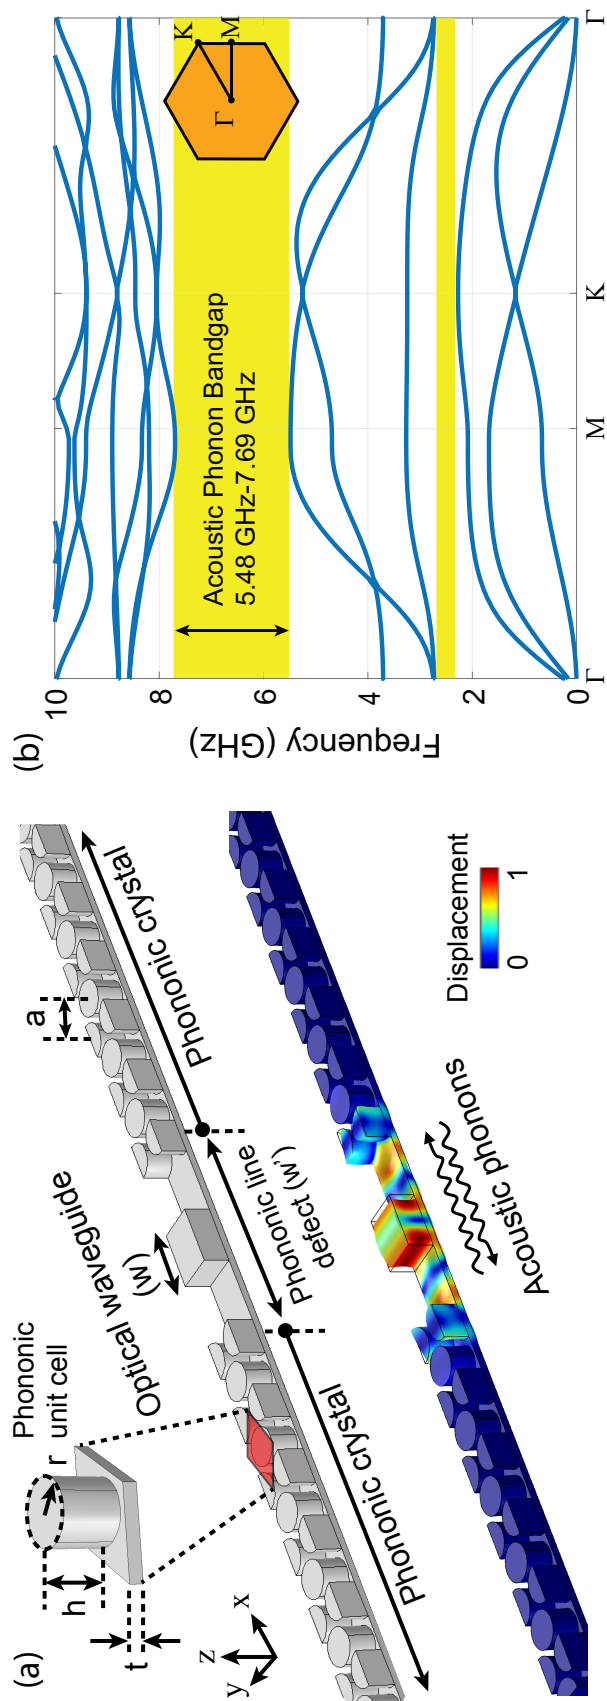 (a)
Phononic
unit cell
r
h
t
z
y
x
Optical waveguide
(w)
a
Phononic crystal
Phononic line
defect (w')
Phononic crystal
Acoustic phonons
Displacement
0
1
(b)
Frequency (GHz)
10
8
6
4
2
0
Acoustic Phonon Bandgap
5.48 GHz-7.69 GHz
Γ
K
M
Γ
M
K
Γ